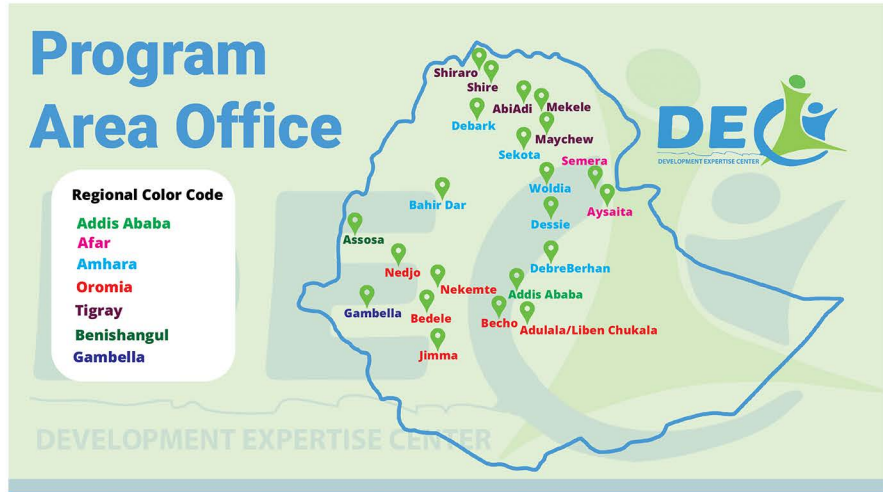 Program
Area Office
Regional Color Code
Addis Ababa
Afar
Amhara
Oromia
Tigray
Benishangul
Gambella
Shiraro
Shire
AbiAdi
Mekele
Debark
Maychew
Sekota
Semera
Woldia
Aysaita
Bahir Dar
Dessie
Assosa
DebreBerhan
Nedjo
Nekemte
Addis Ababa
Gambella
Bedele
Becho
Adulala/Liben Chukala
Jimma
DEC
DEVELOPMENT EXPERTISE CENTER
DEC
DEVELOPMENT EXPERTISE CENTER